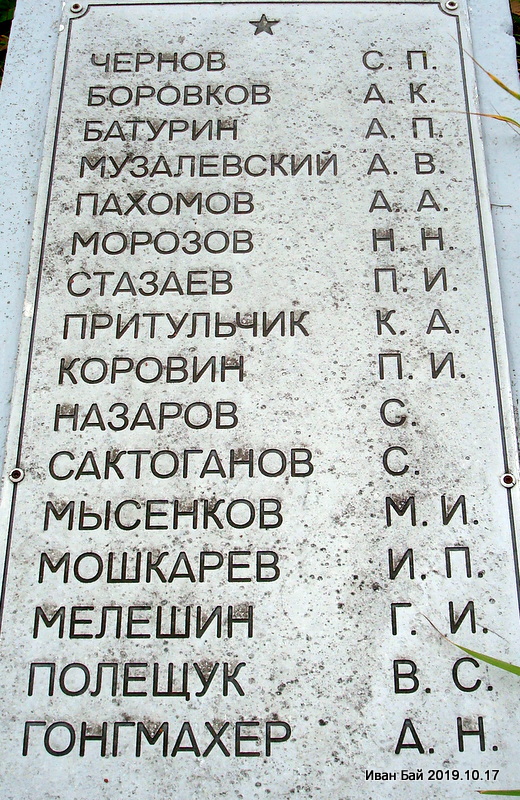 ЧЕРНОВ С. П.
БОРОВКОВ А. К.
БАТУРИН А. П.
МУЗАЛЕВСКИЙ А. В.
ПАХОМОВ А. А.
МОРОЗОВ Н. Н.
СТАЗАЕВ П. И.
ПРИТУЛЬЧИК К. А.
КОРОВИН П. И.
НАЗАРОВ С.
САКТОГАНОВ С.
МЫСЕНКОВ М. И.
МОШКАРЕВ И. П.
МЕЛЕШИН Г. И.
ПОЛЕЩУК В. С.
ГОНГМАХЕР А. Н.
Иван Бай 2019.10.17